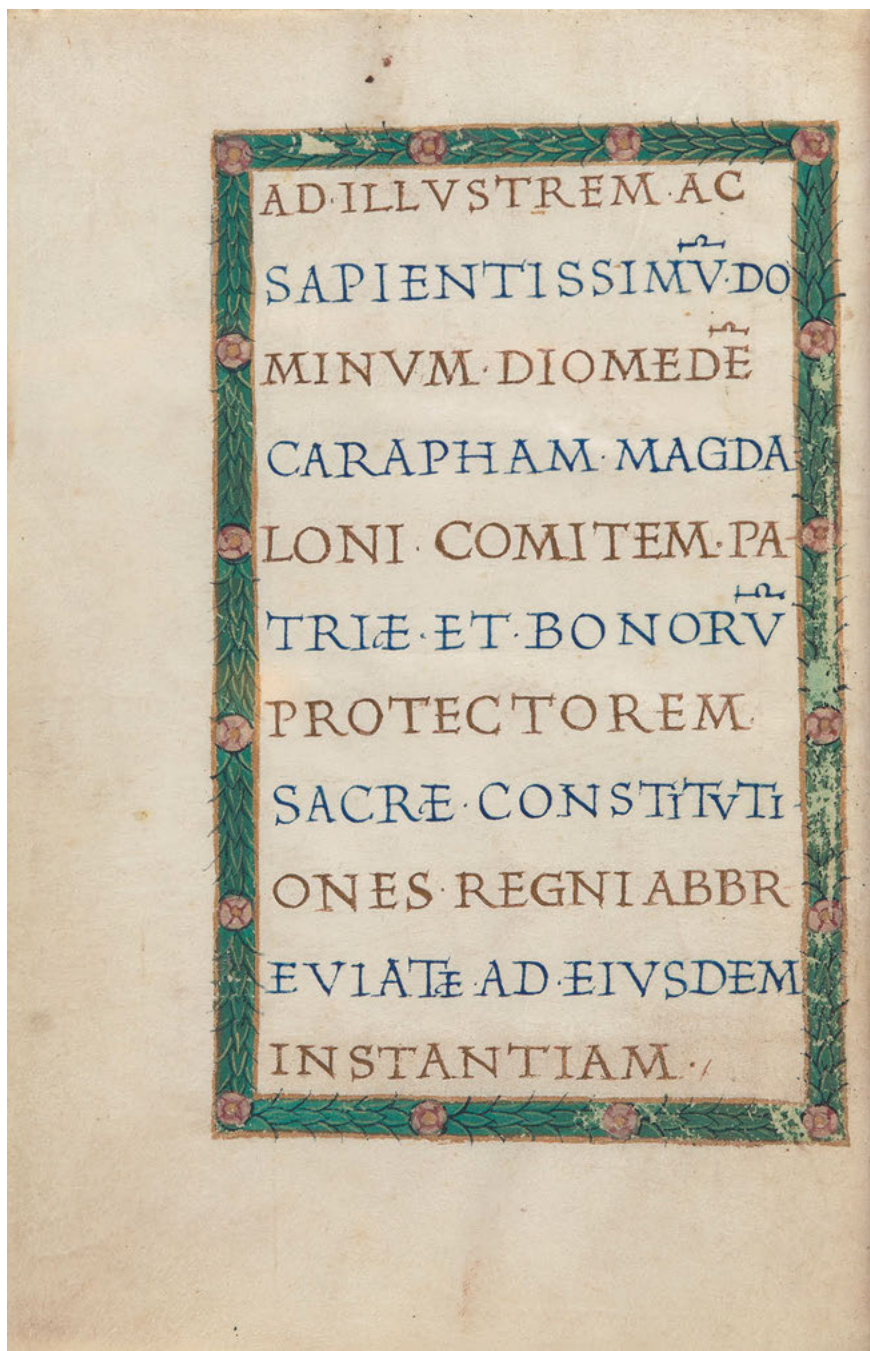 AD·ILLVSTREM·AC
SAPIENTISSIMV̄·DO
MINVM·DIOMEDĒ
CARAPHAM·MAGDA
LONI·COMITEM·PA
TRIÆ·ET·BONORV̄
PROTECTOREM·
SACRÆ·CONSTiTVTi
ONES·REGNI ABBR
EVIATÆ·AD·EIVSDEM
INSTANTIAM·/